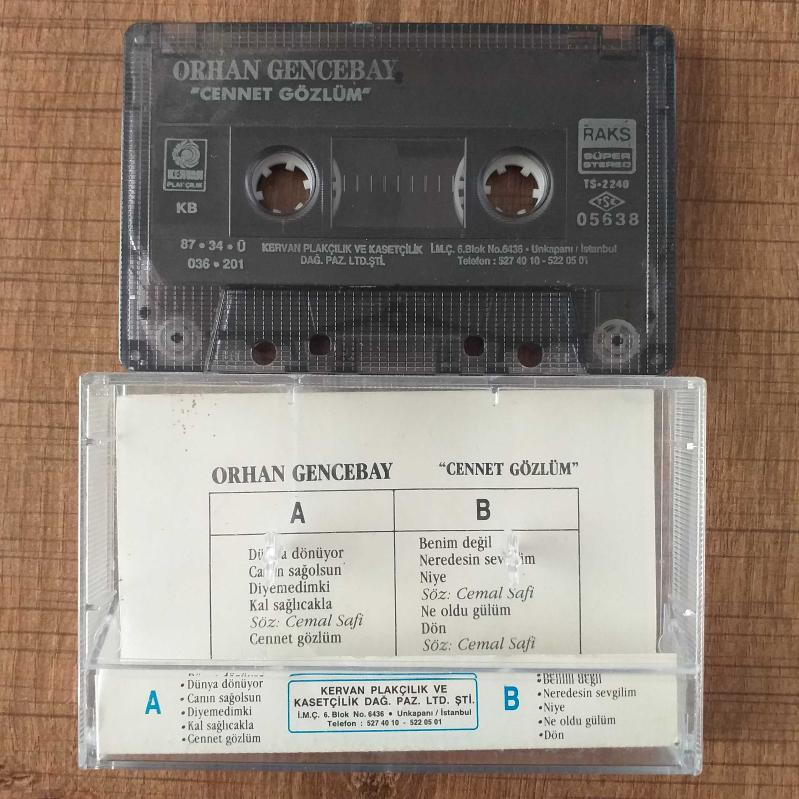 ORHAN GENCEBAY
"CENNET GÖZLÜM"
KERVAN
PLAKÇILIK
KB
87 • 34 • Ü
036 • 201
RAKS
SÜPER
STEREO
TS•2240
TSE
05638
KERVAN PLAKÇILIK VE KASETÇİLİK
DAĞ. PAZ. LTD.ŞTİ.
İ.M.Ç. 6.Blok No.6436 • Unkapanı / İstanbul
Telefon : 527 40 10 - 522 05 01
ORHAN GENCEBAY "CENNET GÖZLÜM"
A
Dünya dönüyor
Canın sağolsun
Diyemedimki
Kal sağlıcakla
Söz: Cemal Safi
Cennet gözlüm
B
Benim değil
Neredesin sevgilim
Niye
Söz: Cemal Safi
Ne oldu gülüm
Dön
Söz: Cemal Safi
A
• Dünya dönüyor
• Canın sağolsun
• Diyemedimki
• Kal sağlıcakla
• Cennet gözlüm
KERVAN PLAKÇILIK VE
KASETÇİLİK DAĞ. PAZ. LTD. ŞTİ.
İ.M.Ç. 6. Blok No. 6436 • Unkapanı / İstanbul
Telefon : 527 40 10 - 522 05 01
B
• Benim değil
• Neredesin sevgilim
• Niye
• Ne oldu gülüm
• Dön